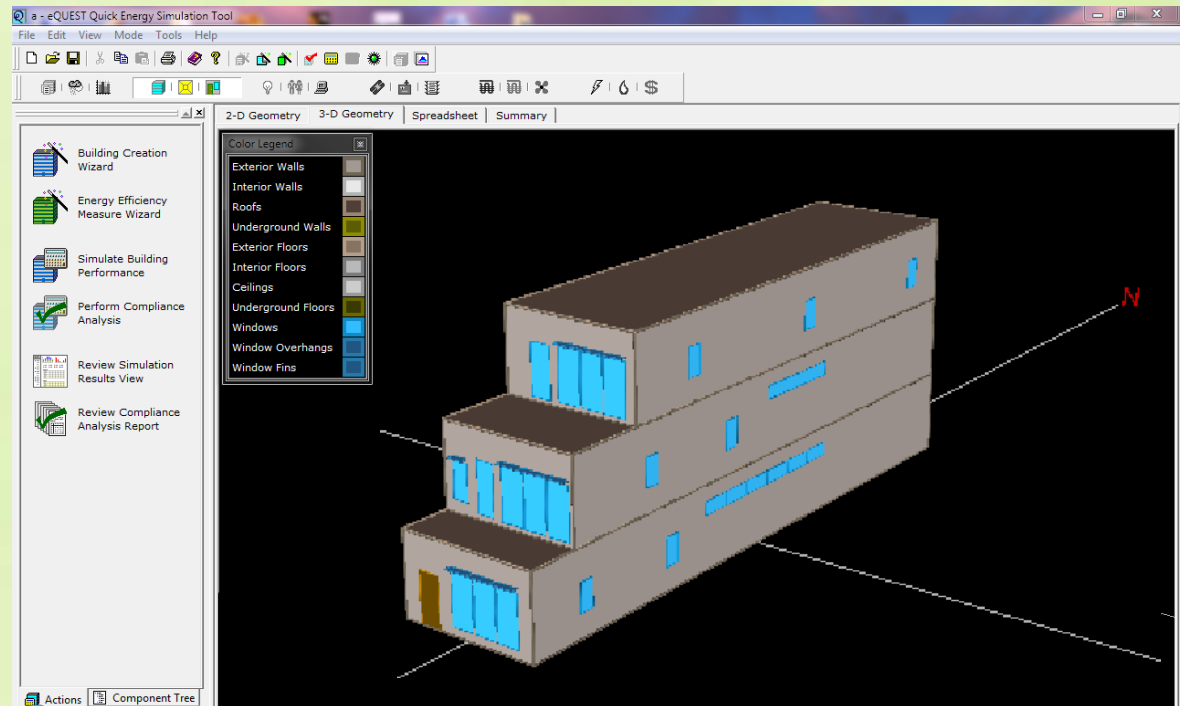 a - eQUEST Quick Energy Simulation Tool
File Edit View Mode Tools Help
2-D Geometry 3-D Geometry Spreadsheet Summary
Building Creation
Wizard
Energy Efficiency
Measure Wizard
Simulate Building
Performance
Perform Compliance
Analysis
Review Simulation
Results View
Review Compliance
Analysis Report
Actions Component Tree
Color Legend
Exterior Walls
Interior Walls
Roofs
Underground Walls
Exterior Floors
Interior Floors
Ceilings
Underground Floors
Windows
Window Overhangs
Window Fins
N